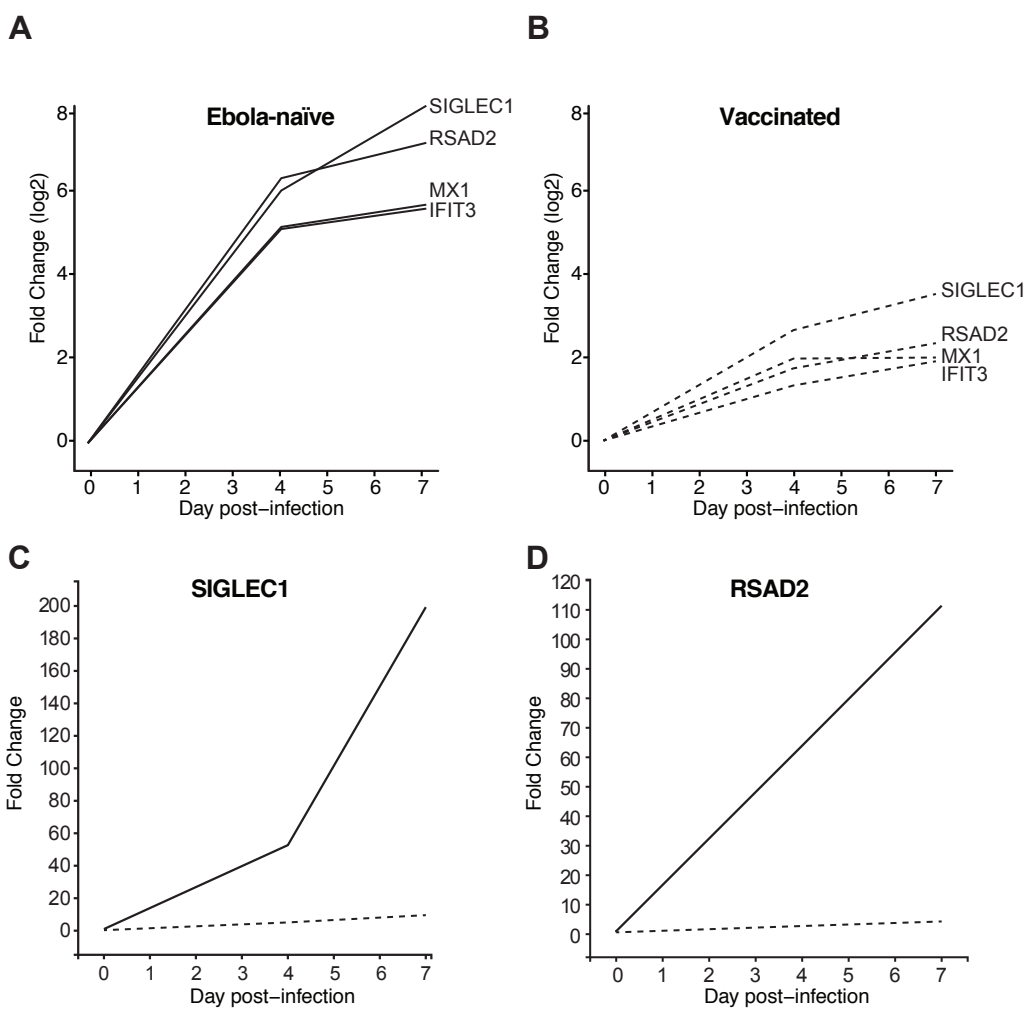 A
Ebola-naïve
Fold Change (log2)
8
6
4
2
0
SIGLEC1
RSAD2
MX1
IFIT3
0 1 2 3 4 5 6 7
Day post–infection
B
Vaccinated
Fold Change (log2)
8
6
4
2
0
SIGLEC1
RSAD2
MX1
IFIT3
0 1 2 3 4 5 6 7
Day post–infection
C
SIGLEC1
Fold Change
200
180
160
140
120
100
80
60
40
20
0
0 1 2 3 4 5 6 7
Day post–infection
D
RSAD2
Fold Change
120
110
100
90
80
70
60
50
40
30
20
10
0
0 1 2 3 4 5 6 7
Day post–infection